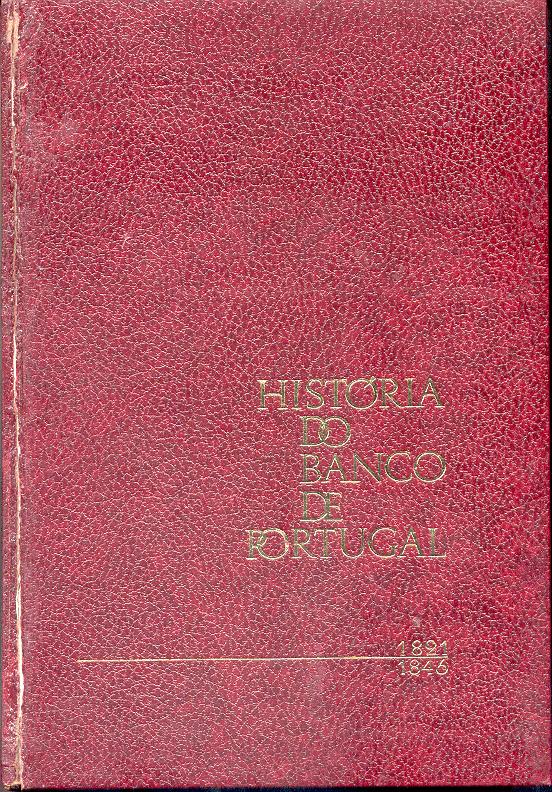 HISTÓRIA
DO
BANCO
DE
PORTUGAL
1821
1846